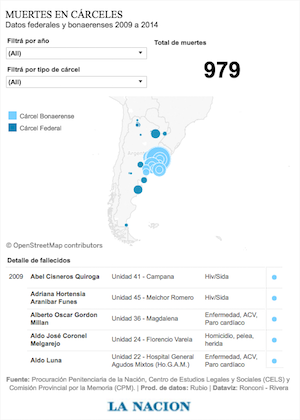 MUERTES EN CÁRCELES
Datos federales y bonaerenses 2009 a 2014
Filtrá por año
(All)
Total de muertes
979
Filtrá por tipo de cárcel
(All)
Cárcel Bonaerense
Cárcel Federal
© OpenStreetMap contributors
Detalle de fallecidos
2009 Abel Cisneros Quiroga Unidad 41 - Campana Hiv/Sida
Adriana Hortensia Unidad 45 - Melchor Romero Hiv/Sida
Aranibar Funes
Alberto Oscar Gordon Unidad 36 - Magdalena Enfermedad, ACV,
Millan Paro cardíaco
Aldo José Coronel Unidad 24 - Florencio Varela Homicidio, pelea,
Melgarejo herida
Aldo Luna Unidad 22 - Hospital General Enfermedad, ACV,
Agudos Mixtos (Ho.G.A.M.) Paro cardíaco
Fuente: Procuración Penitenciaria de la Nación, Centro de Estudios Legales y Sociales (CELS) y
Comisión Provincial por la Memoria (CPM). | Prod. de datos: Rubio | Dataviz: Ronconi - Rivera
LA NACION